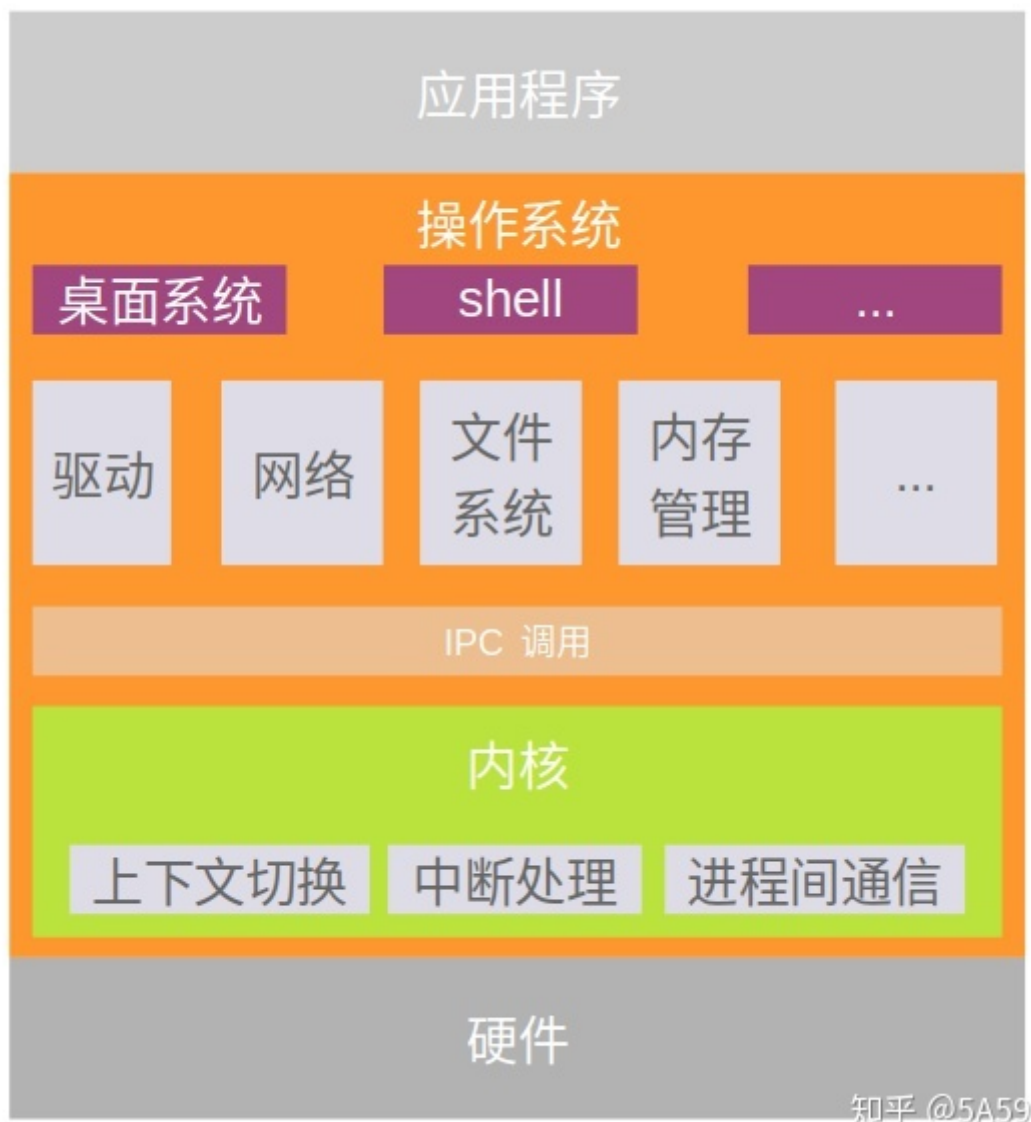 应用程序
操作系统
桌面系统
shell
...
驱动
网络
文件
系统
内存
管理
...
IPC 调用
内核
上下文切换
中断处理
进程间通信
硬件
知乎 @5A59